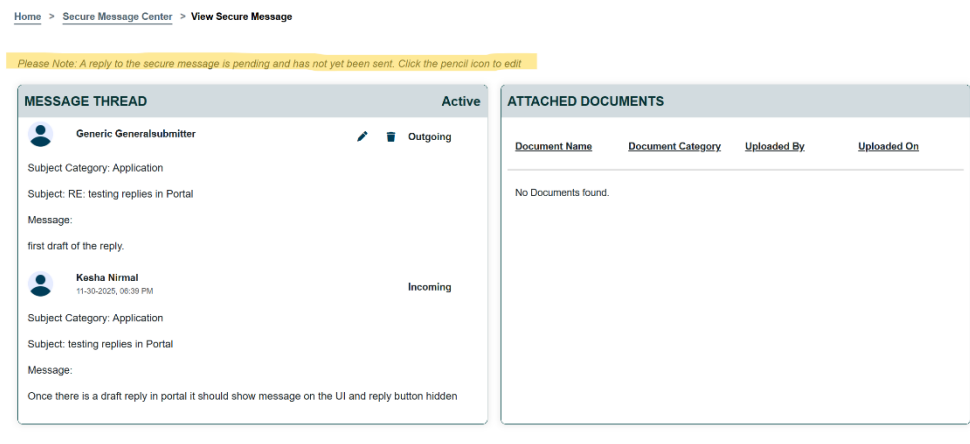 Home > Secure Message Center > View Secure Message
Please Note: A reply to the secure message is pending and has not yet been sent. Click the pencil icon to edit
MESSAGE THREAD Active
Generic Generalsubmitter Outgoing
Subject Category: Application
Subject: RE: testing replies in Portal
Message:
first draft of the reply.
Kesha Nirmal
11-30-2025, 06:39 PM
Incoming
Subject Category: Application
Subject: testing replies in Portal
Message:
Once there is a draft reply in portal it should show message on the UI and reply button hidden
ATTACHED DOCUMENTS
Document Name Document Category Uploaded By Uploaded On
No Documents found.